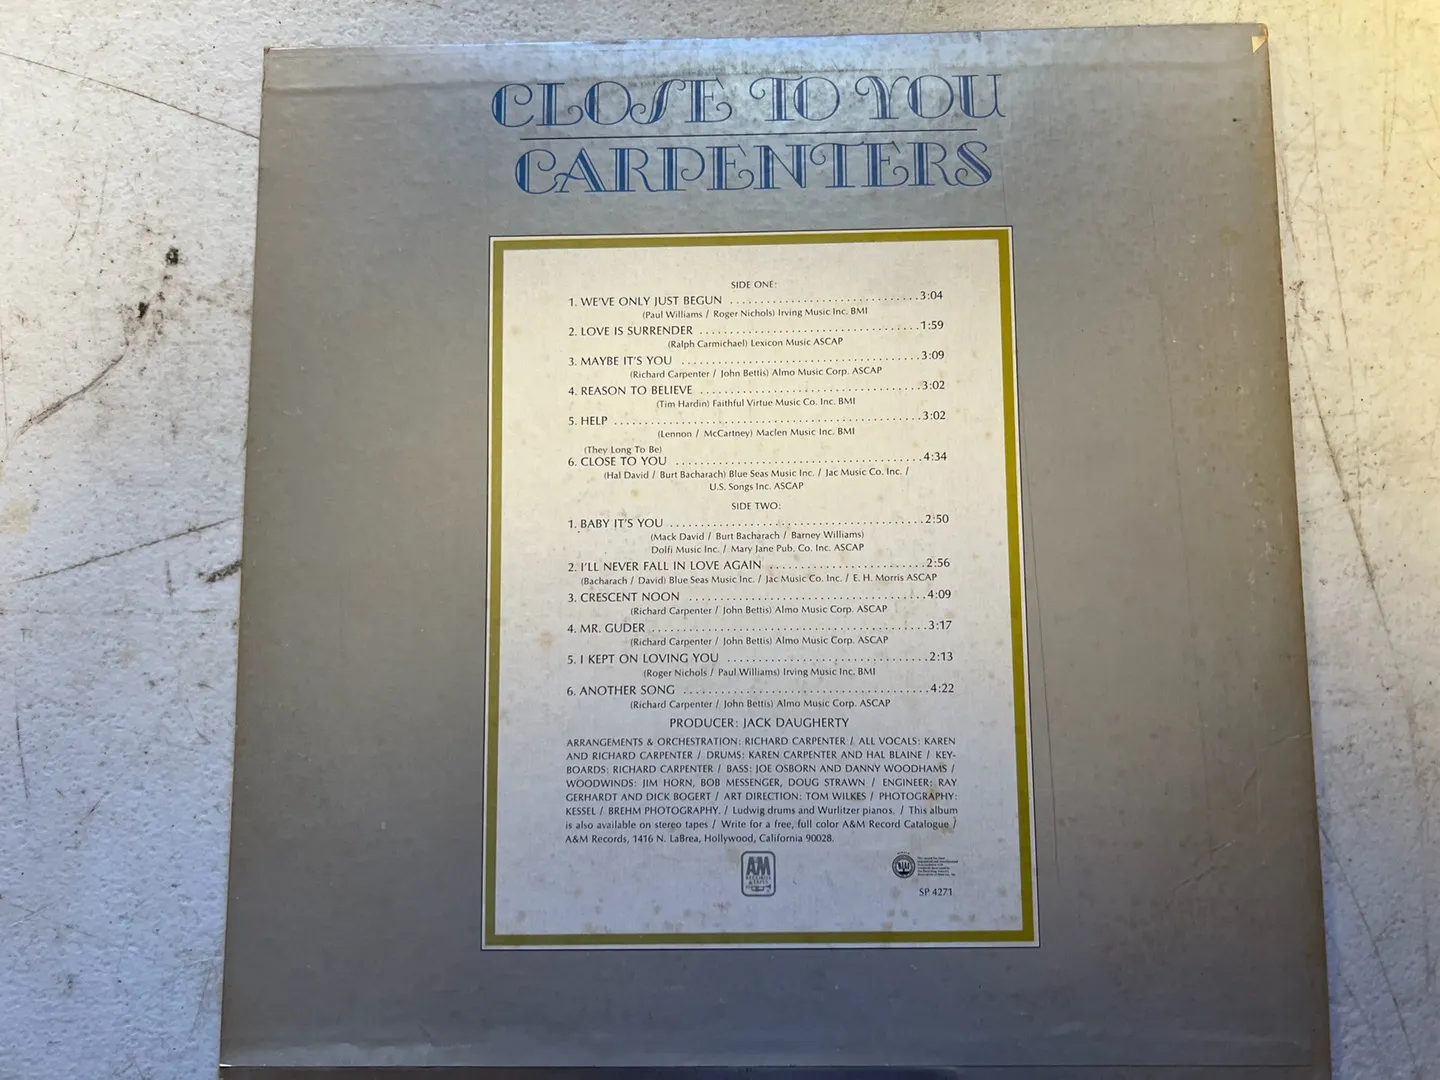 CLOSE TO YOU
CARPENTERS
SIDE ONE:
1. WE'VE ONLY JUST BEGUN ...............................3:04
(Paul Williams / Roger Nichols) Irving Music Inc. BMI
2. LOVE IS SURRENDER ....................................1:59
(Ralph Carmichael) Lexicon Music ASCAP
3. MAYBE IT'S YOU .......................................3:09
(Richard Carpenter / John Bettis) Almo Music Corp. ASCAP
4. REASON TO BELIEVE ....................................3:02
(Tim Hardin) Faithful Virtue Music Co. Inc. BMI
5. HELP ..................................................3:02
(Lennon / McCartney) Maclen Music Inc. BMI
(They Long To Be)
6. CLOSE TO YOU ........................................4:34
(Hal David / Burt Bacharach) Blue Seas Music Inc. / Jac Music Co. Inc. /
U.S. Songs Inc. ASCAP
SIDE TWO:
1. BABY IT'S YOU .........................................2:50
(Mack David / Burt Bacharach / Barney Williams)
Dolfi Music Inc. / Mary Jane Pub. Co. Inc. ASCAP
2. I'LL NEVER FALL IN LOVE AGAIN .........................2:56
(Bacharach / David) Blue Seas Music Inc. / Jac Music Co. Inc. / E. H. Morris ASCAP
3. CRESCENT NOON .......................................4:09
(Richard Carpenter / John Bettis) Almo Music Corp. ASCAP
4. MR. GUDER ............................................3:17
(Richard Carpenter / John Bettis) Almo Music Corp. ASCAP
5. I KEPT ON LOVING YOU .................................2:13
(Roger Nichols / Paul Williams) Irving Music Inc. BMI
6. ANOTHER SONG ........................................4:22
(Richard Carpenter / John Bettis) Almo Music Corp. ASCAP
PRODUCER: JACK DAUGHERTY
ARRANGEMENTS & ORCHESTRATION: RICHARD CARPENTER / ALL VOCALS: KAREN
AND RICHARD CARPENTER / DRUMS: KAREN CARPENTER AND HAL BLAINE / KEY-
BOARDS: RICHARD CARPENTER / BASS: JOE OSBORN AND DANNY WOODHAMS /
WOODWINDS: JIM HORN, BOB MESSENGER, DOUG STRAWN / ENGINEER: RAY
GERHARDT AND DICK BOGERT / ART DIRECTION: TOM WILKES / PHOTOGRAPHY:
KESSEL / BREHM PHOTOGRAPHY. / Ludwig drums and Wurlitzer pianos. / This album
is also available on stereo tapes / Write for a free, full color A&M Record Catalogue /
A&M Records, 1416 N. LaBrea, Hollywood, California 90028.
AM
RECORDS
& TAPES
SP 4271